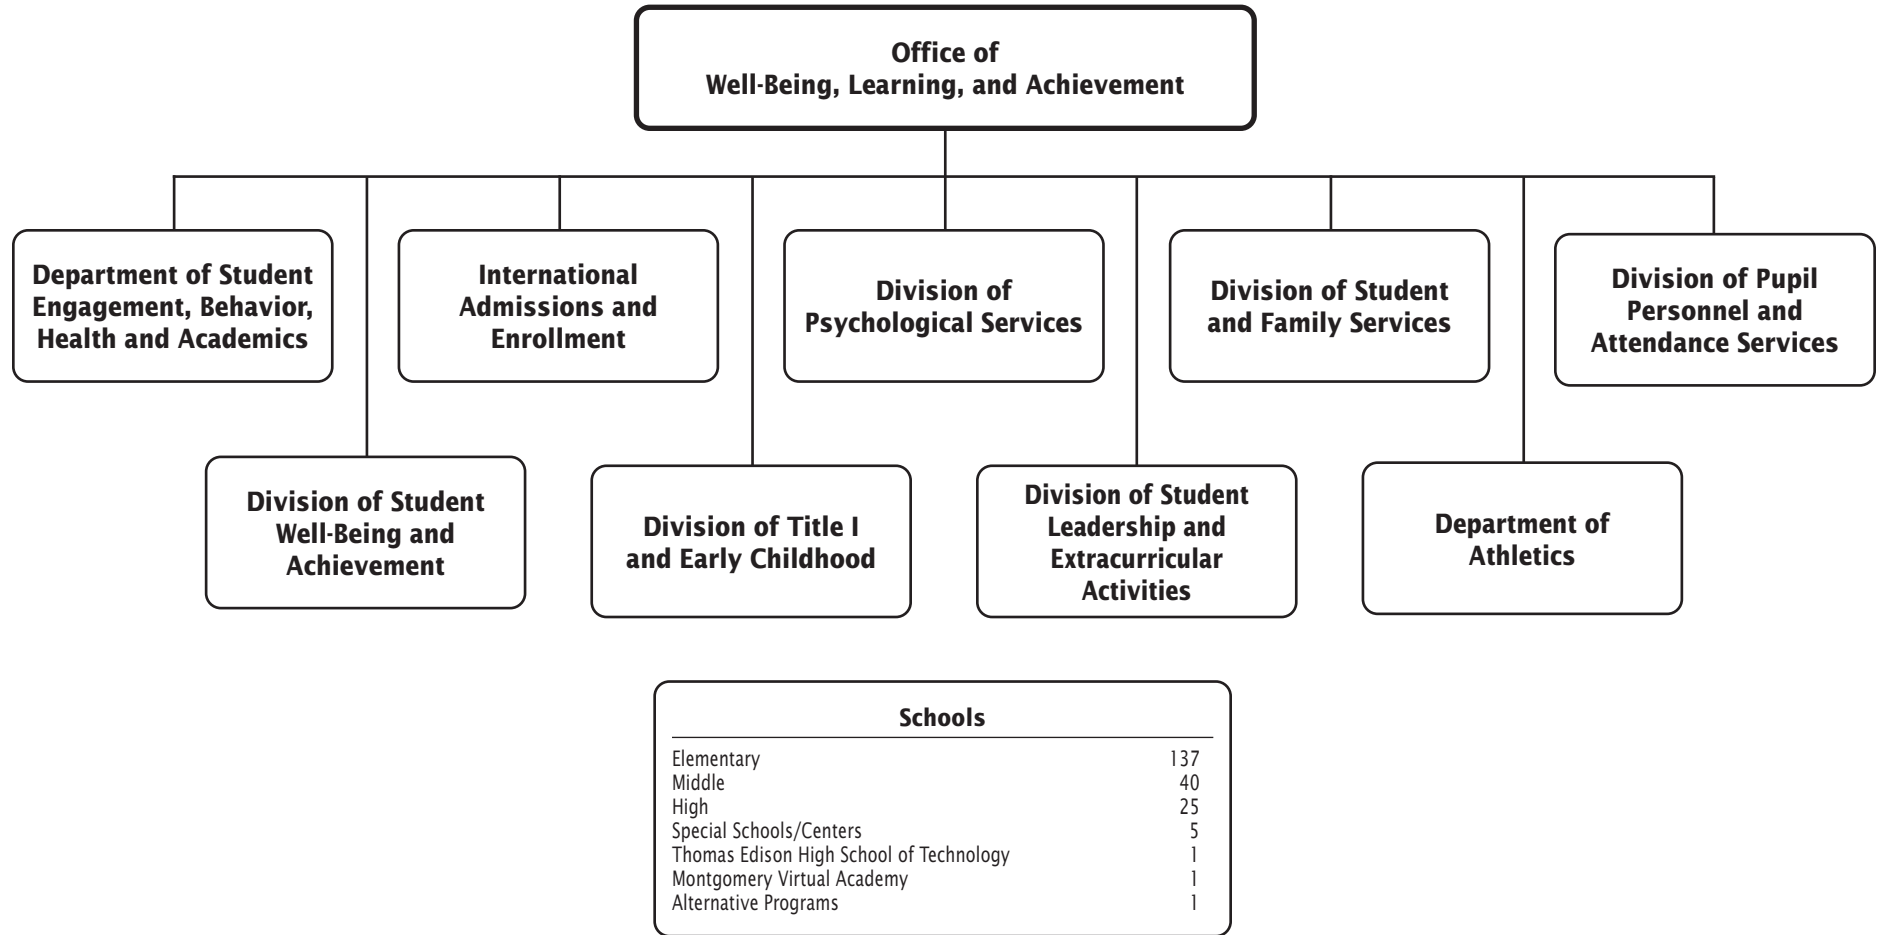 Office of
Well-Being, Learning, and Achievement
Department of Student
Engagement, Behavior,
Health and Academics
International
Admissions and
Enrollment
Division of
Psychological Services
Division of Student
and Family Services
Division of Pupil
Personnel and
Attendance Services
Division of Student
Well-Being and
Achievement
Division of Title I
and Early Childhood
Division of Student
Leadership and
Extracurricular
Activities
Department of
Athletics
Schools
Elementary 137
Middle 40
High 25
Special Schools/Centers 5
Thomas Edison High School of Technology 1
Montgomery Virtual Academy 1
Alternative Programs 1